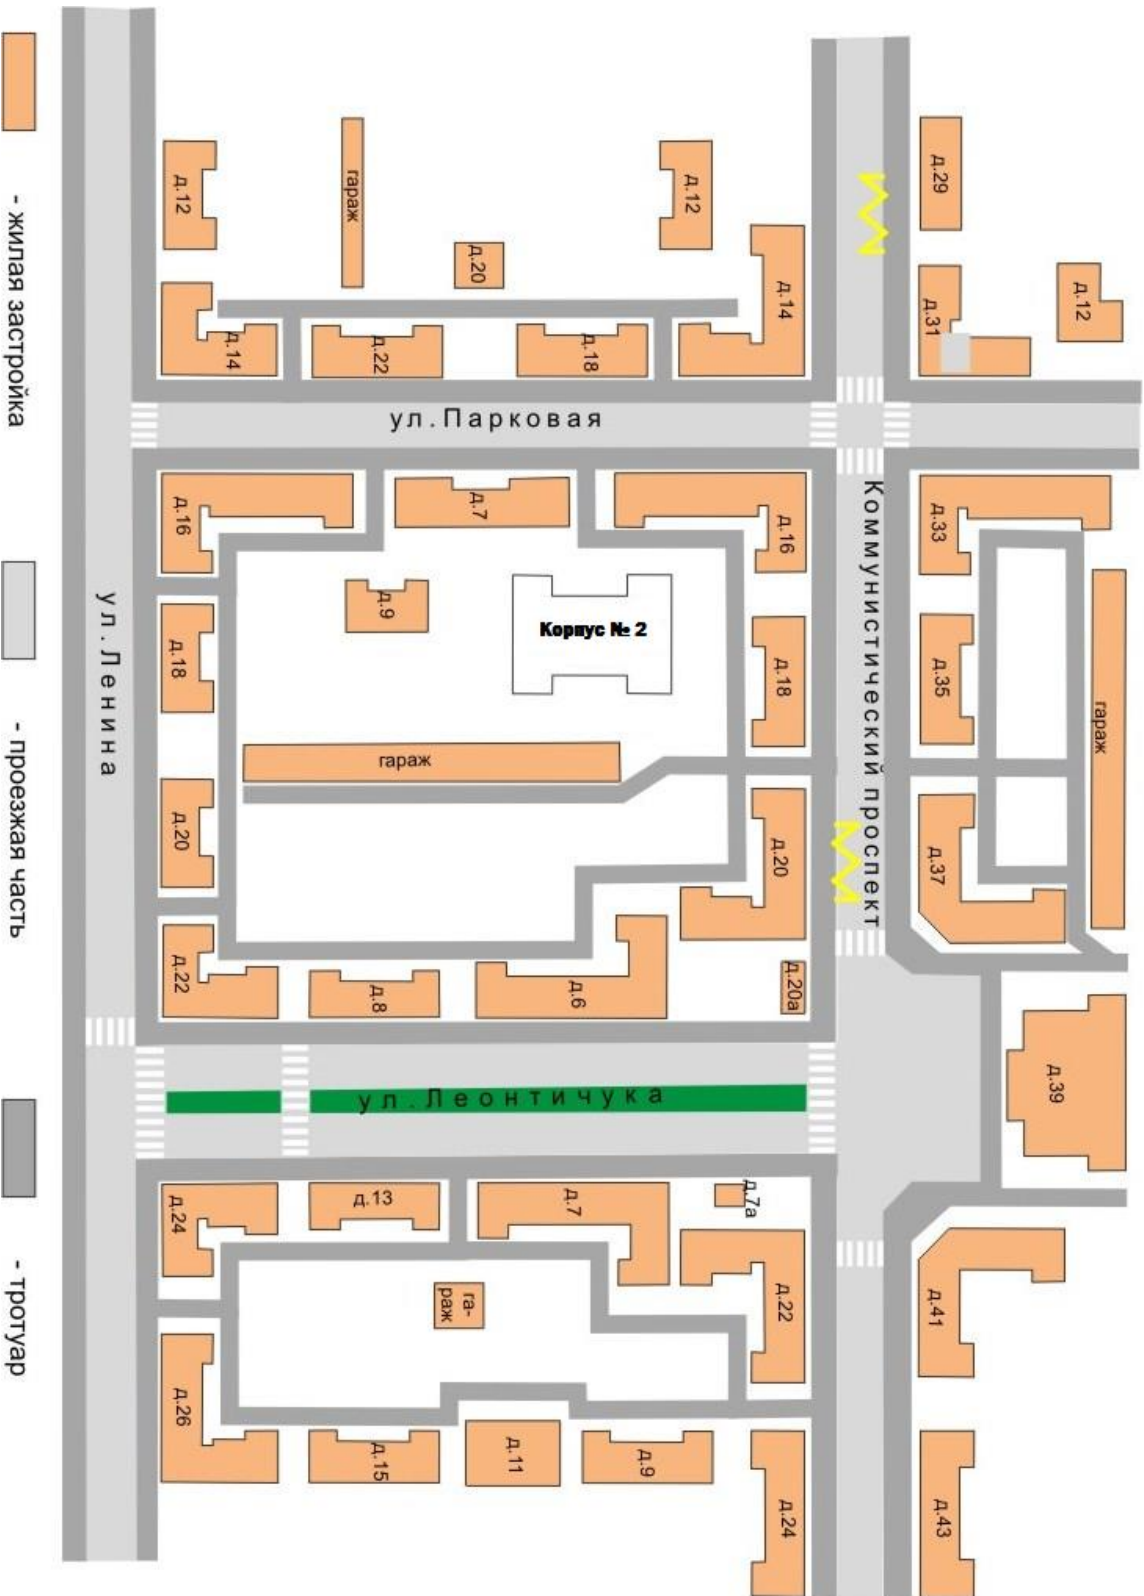 д.29
д.12
гараж
д.12
д.20
д.12
д.31
д.14
д.14
д.22
д.18
ул.Парковая
д.16
д.7
д.16
д.33
Коммунистический проспект
д.9
Корпус № 2
ул.Ленина
д.18
д.18
д.35
гараж
гараж
д.20
д.20
д.37
д.22
д.8
д.6
д.20а
ул.Леонтичука
д.39
д.24
д.13
д.7
д.7а
га-
раж
д.22
д.41
д.26
д.15
д.11
д.9
д.24
д.43
- жилая застройка
- проезжая часть
- тротуар